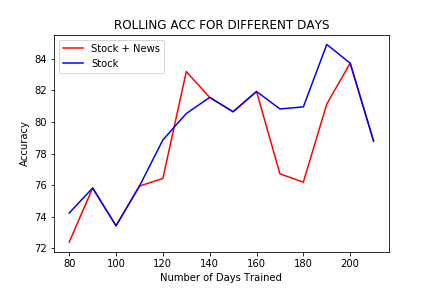 ROLLING ACC FOR DIFFERENT DAYS
Stock + News
Stock
Accuracy
84
82
80
78
76
74
72
80 100 120 140 160 180 200
Number of Days Trained